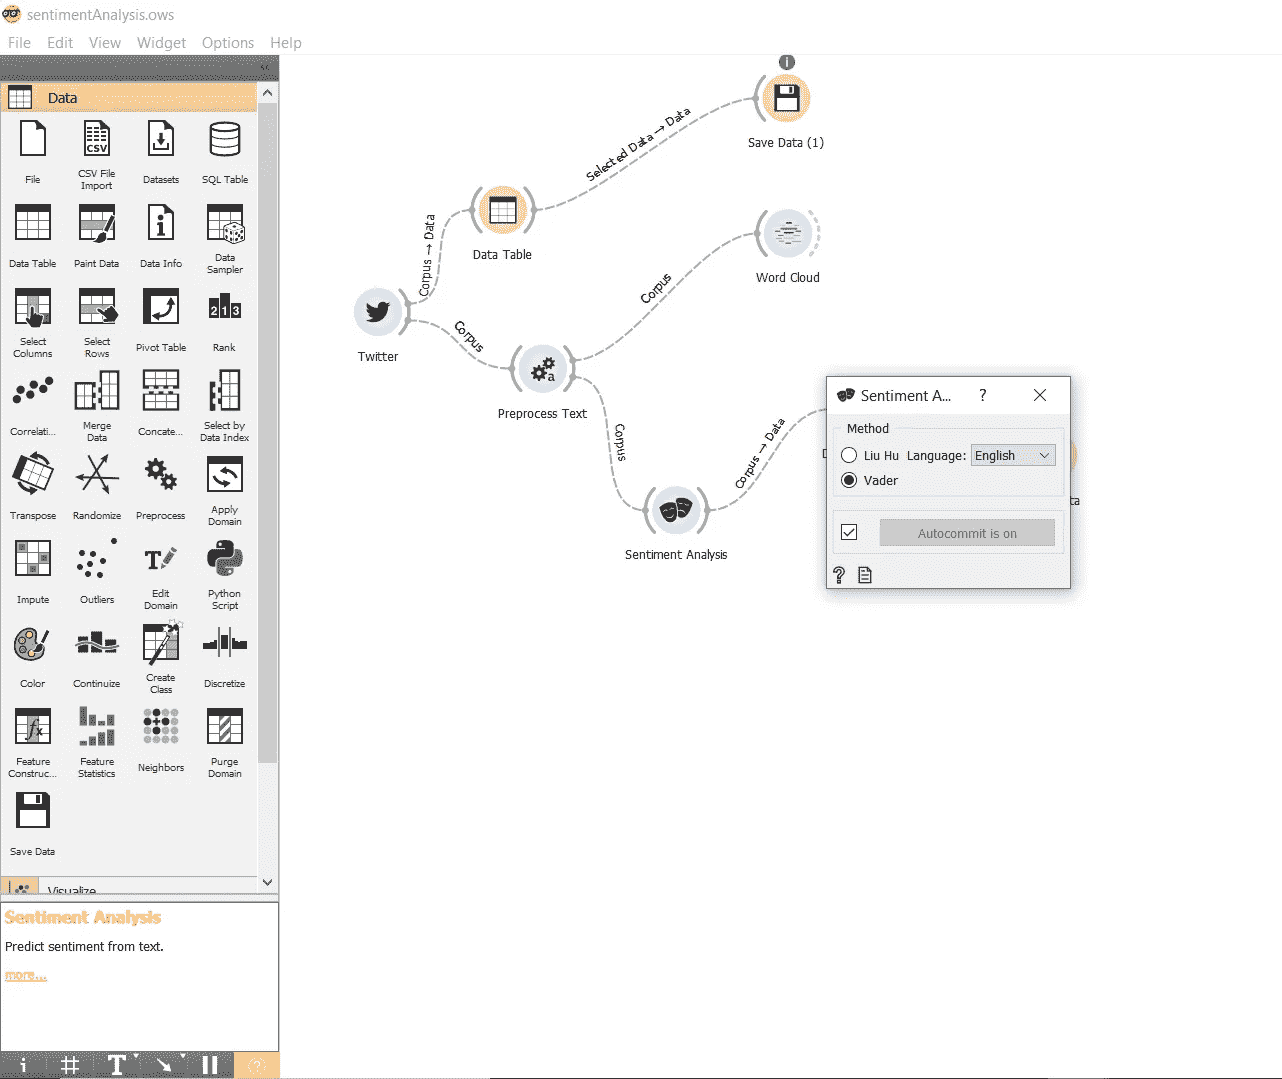 sentimentAnalysis.ows
File Edit View Widget Options Help
Data
CSV
File
CSV File
Import
Datasets
SQL Table
Data Table
Paint Data
Data Info
Data
Sampler
Select
Columns
Select
Rows
Pivot Table
2 1 3
Rank
Correlati...
Merge
Data
Concate...
Select by
Data Index
Transpose
Randomize
Preprocess
Apply
Domain
Impute
Outliers
Edit
Domain
Python
Script
Color
Continuize
Create
Class
Discretize
Feature
Construc...
Feature
Statistics
Neighbors
Purge
Domain
Save Data
Visualize
Sentiment Analysis
Predict sentiment from text.
more...
Save Data (1)
Selected Data → Data
Data Table
Corpus → Data
Word Cloud
Corpus
Twitter
Corpus
Preprocess Text
Corpus
Sentiment Analysis
Corpus → Data
Sentiment A... ?
Method
Liu Hu Language: English
Vader
Autocommit is on
ta